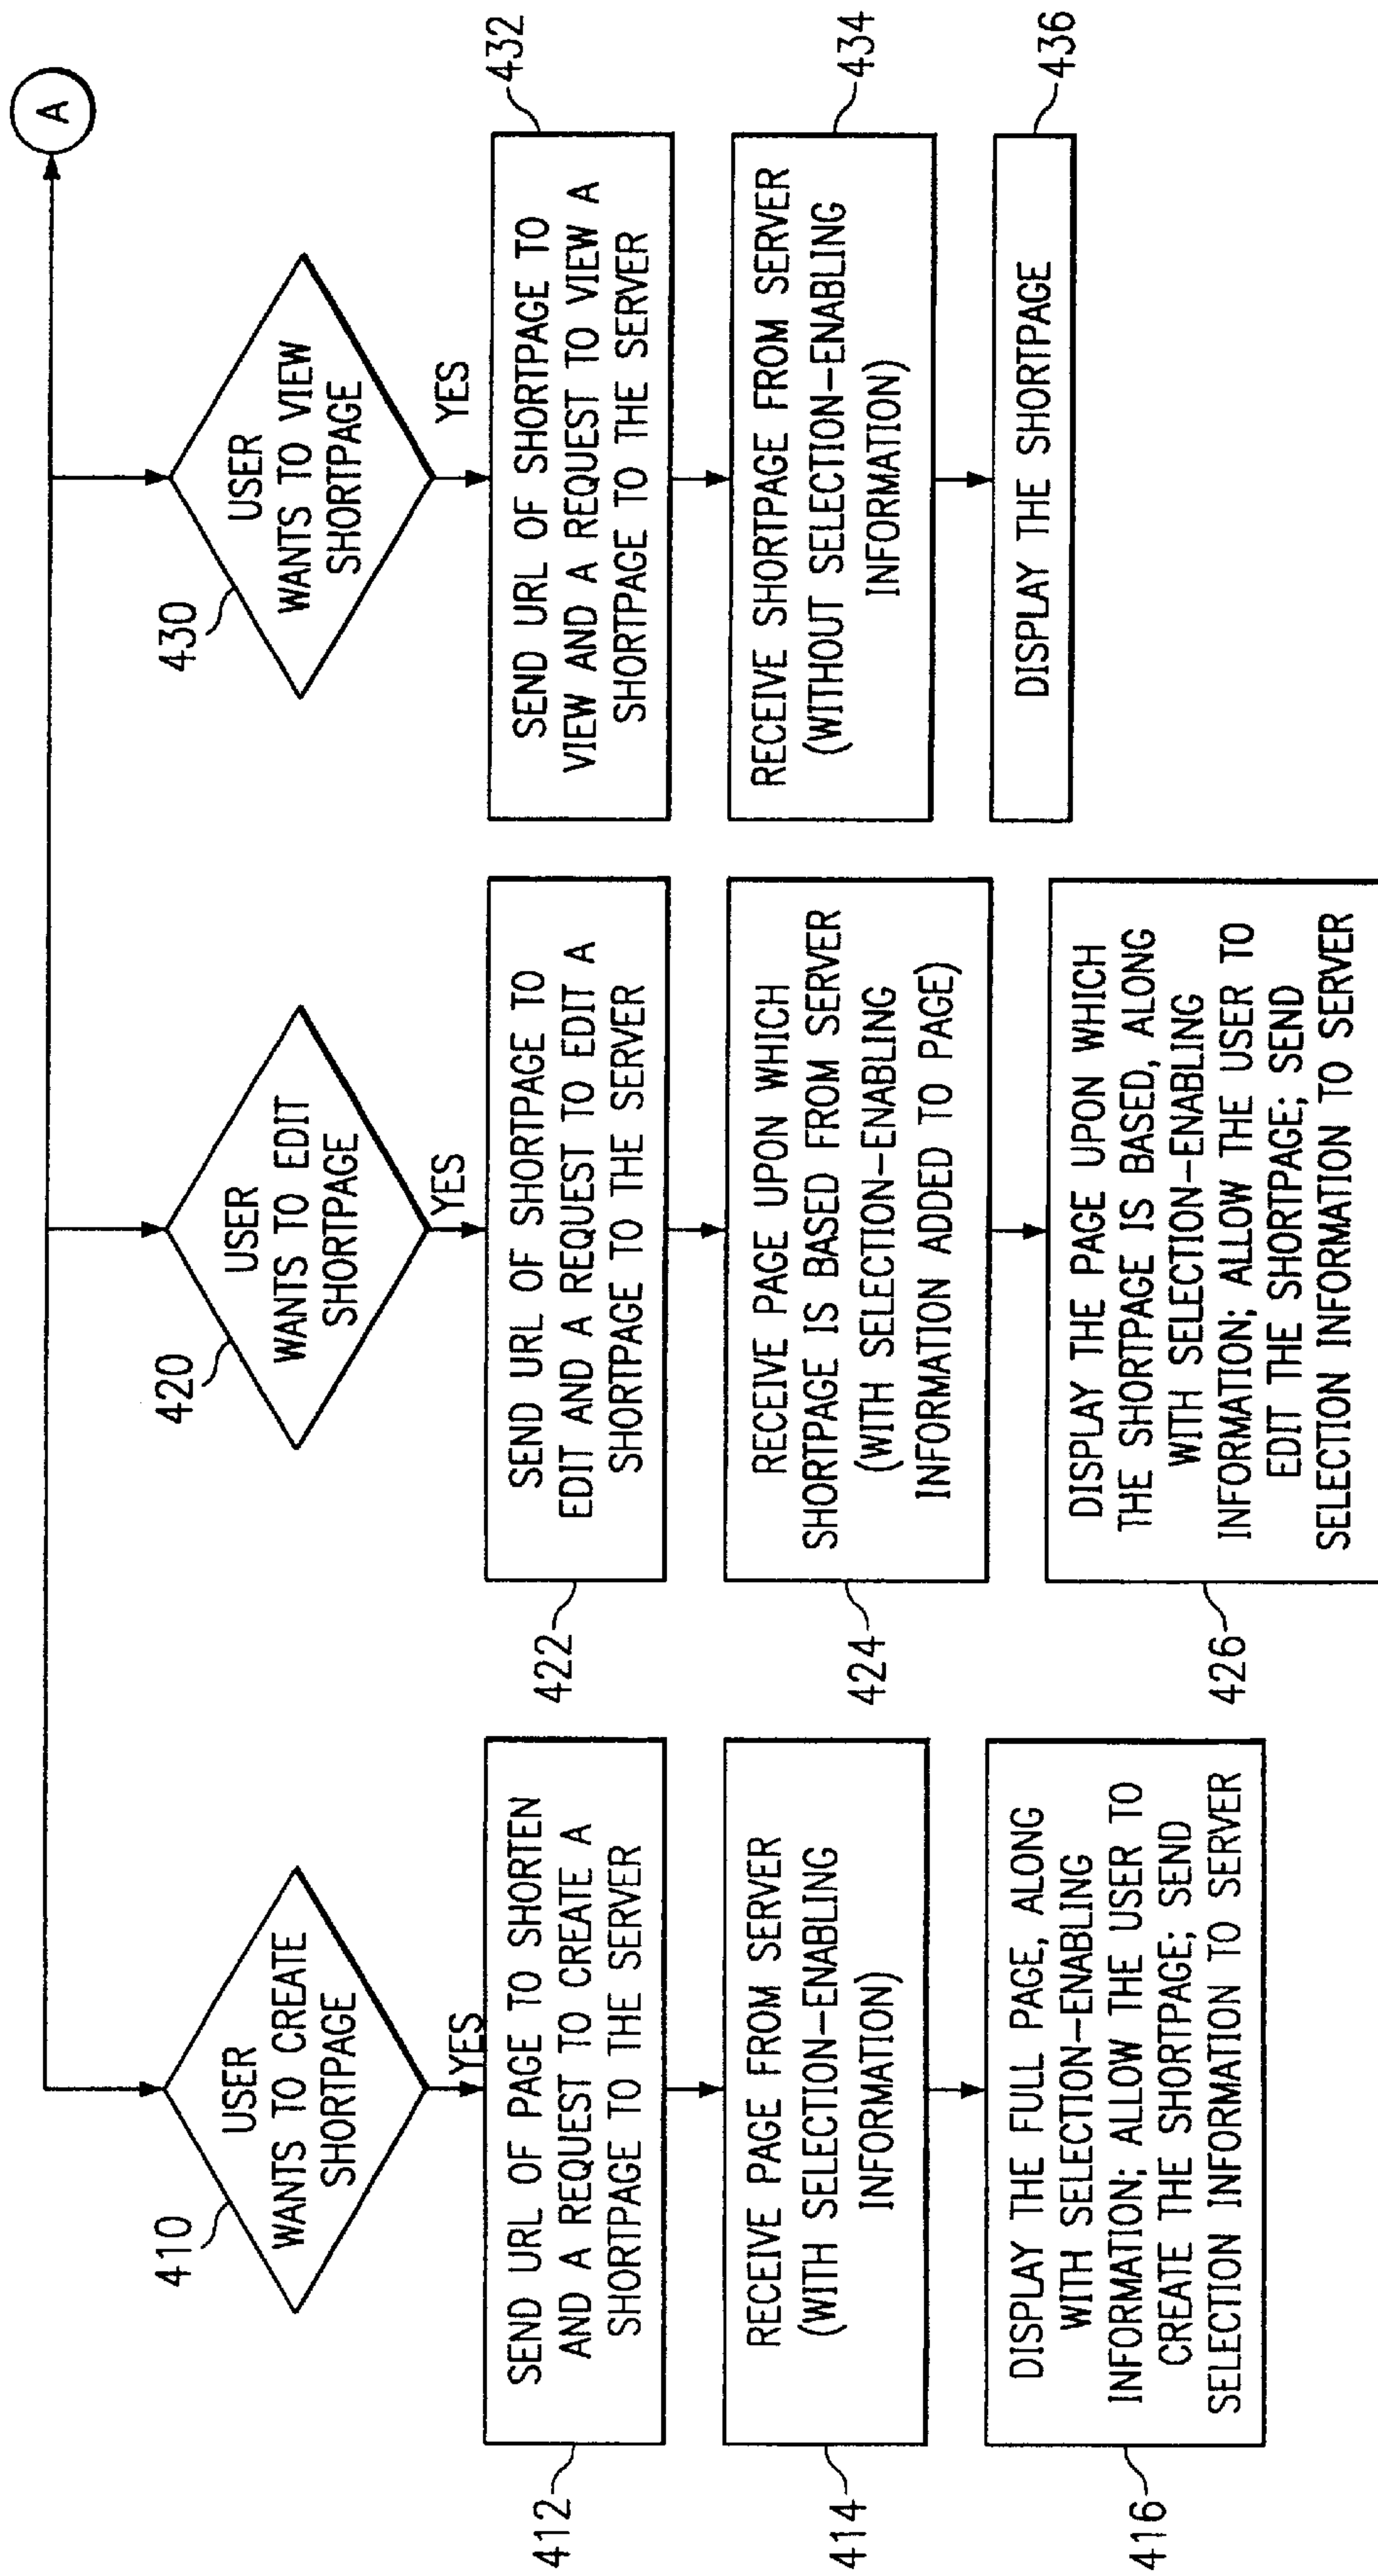 A
410
USER
WANTS TO CREATE
SHORTPAGE
YES
412
SEND URL OF PAGE TO SHORTEN
AND A REQUEST TO CREATE A
SHORTPAGE TO THE SERVER
414
RECEIVE PAGE FROM SERVER
(WITH SELECTION-ENABLING
INFORMATION)
416
DISPLAY THE FULL PAGE, ALONG
WITH SELECTION-ENABLING
INFORMATION; ALLOW THE USER TO
CREATE THE SHORTPAGE; SEND
SELECTION INFORMATION TO SERVER
420
USER
WANTS TO EDIT
SHORTPAGE
YES
422
SEND URL OF SHORTPAGE TO
EDIT AND A REQUEST TO EDIT A
SHORTPAGE TO THE SERVER
424
RECEIVE PAGE UPON WHICH
SHORTPAGE IS BASED FROM SERVER
(WITH SELECTION-ENABLING
INFORMATION ADDED TO PAGE)
426
DISPLAY THE PAGE UPON WHICH
THE SHORTPAGE IS BASED, ALONG
WITH SELECTION-ENABLING
INFORMATION; ALLOW THE USER TO
EDIT THE SHORTPAGE; SEND
SELECTION INFORMATION TO SERVER
430
USER
WANTS TO VIEW
SHORTPAGE
YES
432
SEND URL OF SHORTPAGE TO
VIEW AND A REQUEST TO VIEW A
SHORTPAGE TO THE SERVER
434
RECEIVE SHORTPAGE FROM SERVER
(WITHOUT SELECTION-ENABLING
INFORMATION)
436
DISPLAY THE SHORTPAGE